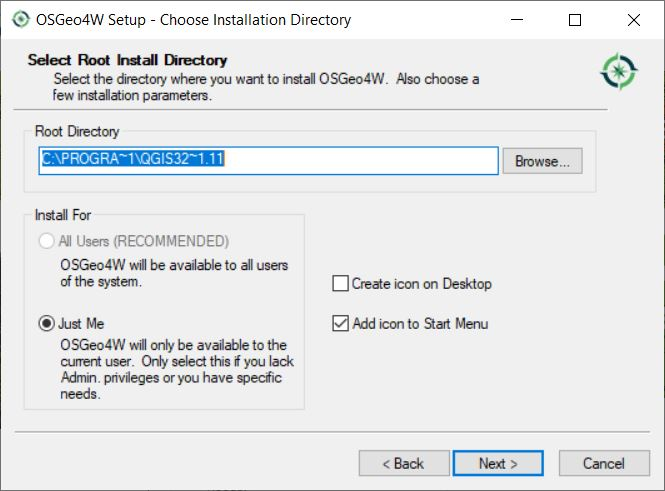 OSGeo4W Setup - Choose Installation Directory
Select Root Install Directory
Select the directory where you want to install OSGeo4W. Also choose a
few installation parameters.
Root Directory
C:\PROGRA~1\QGIS32~1.11
Browse...
Install For
All Users (RECOMMENDED)
OSGeo4W will be available to all users
of the system.
Create icon on Desktop
Just Me
Add icon to Start Menu
OSGeo4W will only be available to the
current user. Only select this if you lack
Admin. privileges or you have specific
needs.
< Back
Next >
Cancel